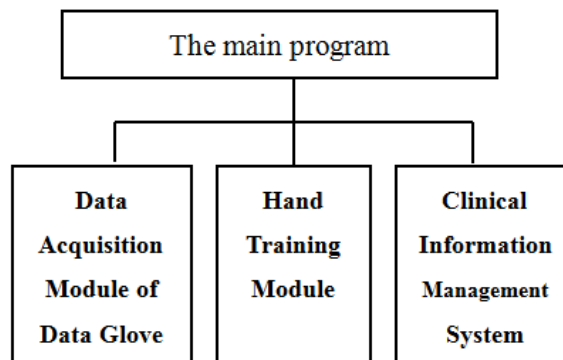 The main program
Data
Acquisition
Module of
Data Glove
Hand
Training
Module
Clinical
Information
Management
System